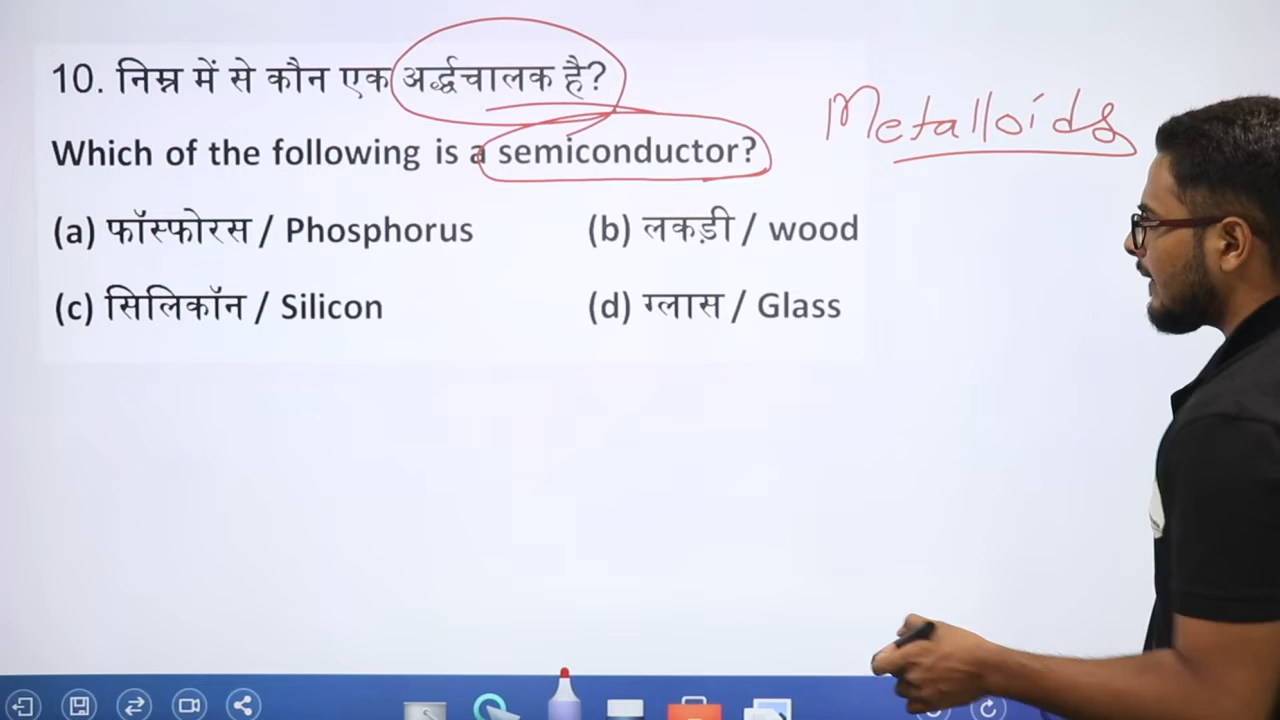 10. निम्न में से कौन एक अर्द्धचालक है?
Metalloids
Which of the following is a semiconductor?
(a) फॉस्फोरस / Phosphorus (b) लकड़ी / wood
(c) सिलिकॉन / Silicon (d) ग्लास / Glass